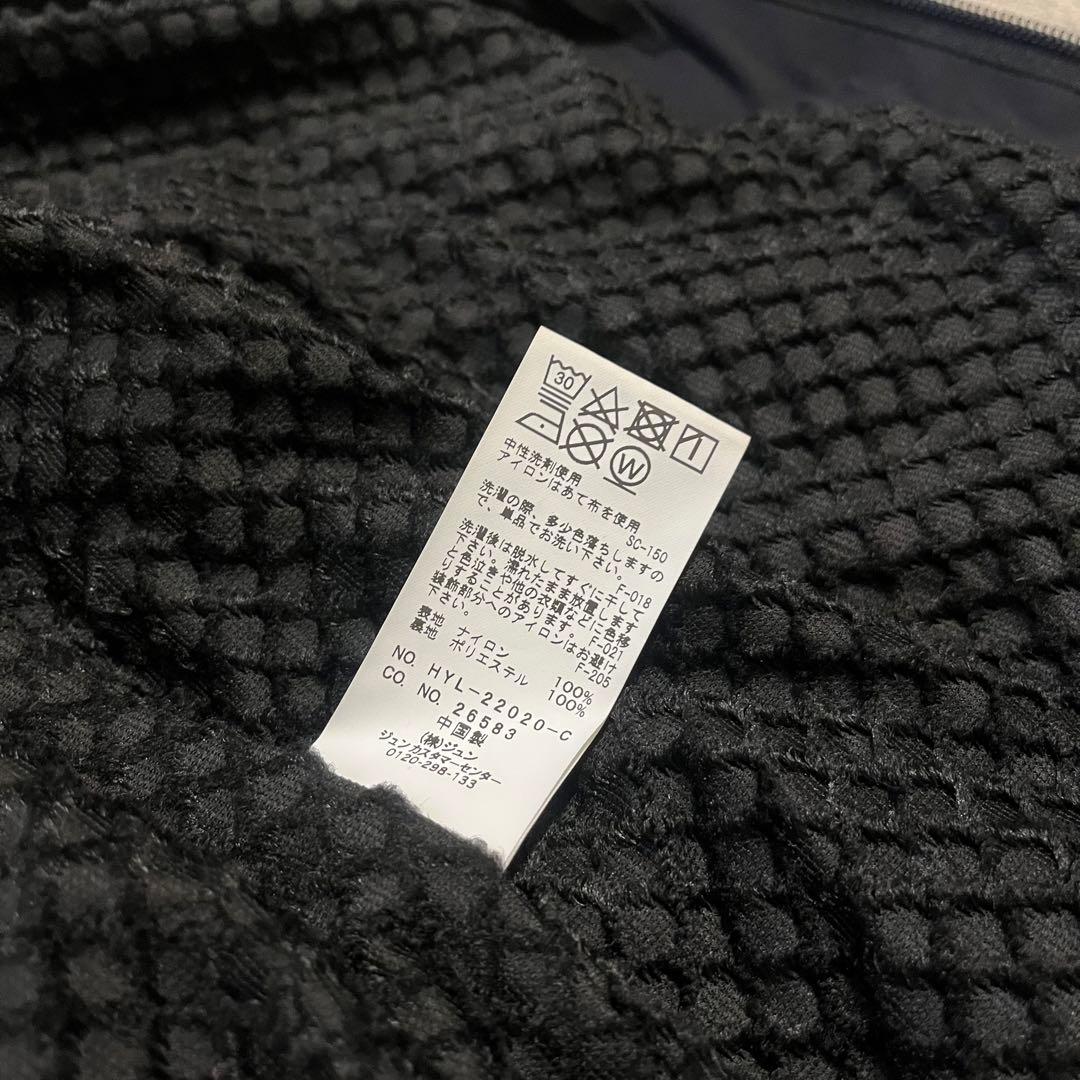 30
W
中性洗剤使用
アイロンはあて布を使用
SC-150
洗濯の際、多少色落ちしますの
で、単品でお洗い下さい。
F-018
洗濯後は脱水してすぐに干して
下さい。濡れたまま放置します
と色泣きや他の衣類などに色移
りすることがあります。 F-021
装飾部分へのアイロンはお避け
下さい。 F-205
表地 ナイロン 100%
裏地 ポリエステル 100%
NO. HYL-22020-C
CO. NO. 26583
中国製
(株)ジュン
ジュンカスタマーセンター
0120-298-133